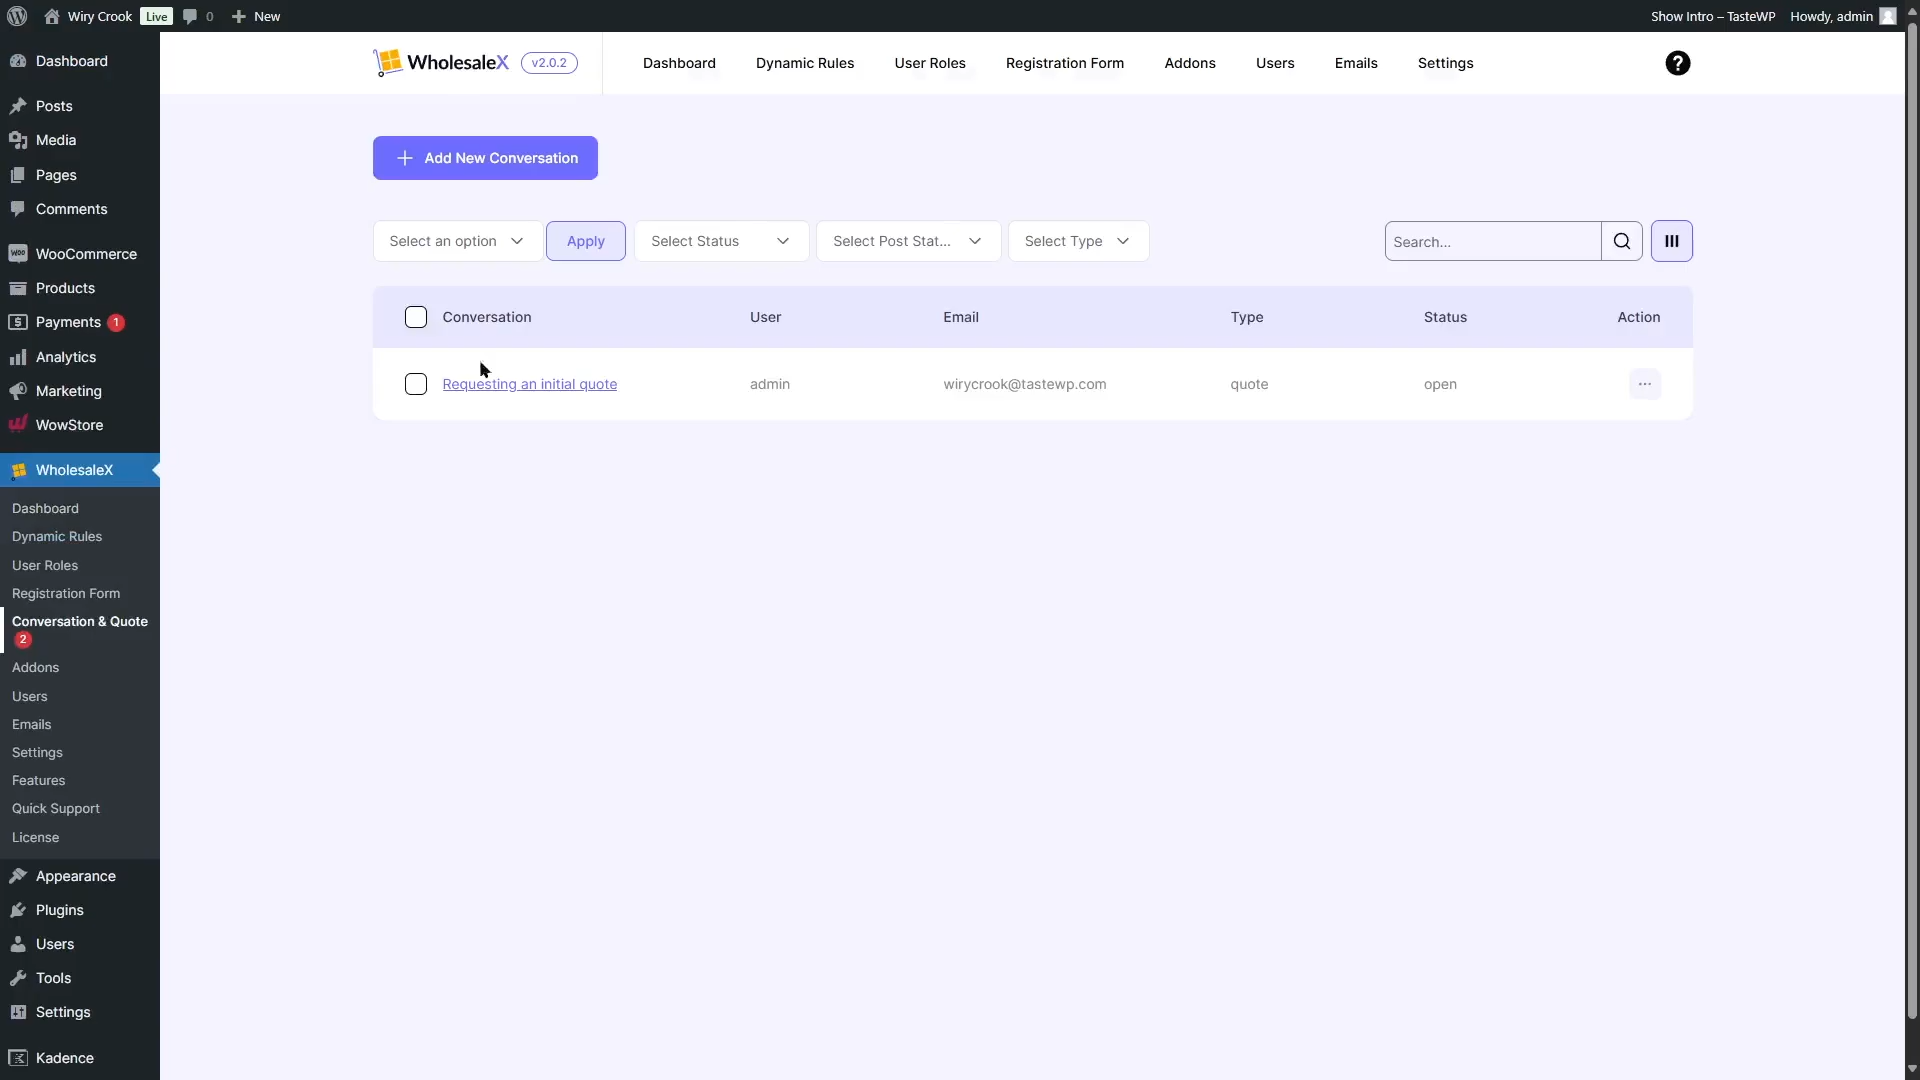 Wiry Crook Live 0 New Show Intro – TasteWP Howdy, admin
WholesaleX v2.0.2 Dashboard Dynamic Rules User Roles Registration Form Addons Users Emails Settings ?
Dashboard
Posts
Media
Pages
Comments
WooCommerce
Products
Payments 1
Analytics
Marketing
WowStore
WholesaleX
Dashboard
Dynamic Rules
User Roles
Registration Form
Conversation & Quote
2
Addons
Users
Emails
Settings
Features
Quick Support
License
Appearance
Plugins
Users
Tools
Settings
Kadence
Add New Conversation
Select an option Apply Select Status Select Post Stat... Select Type Search...
Conversation User Email Type Status Action
Requesting an initial quote admin wirycrook@tastewp.com quote open ...